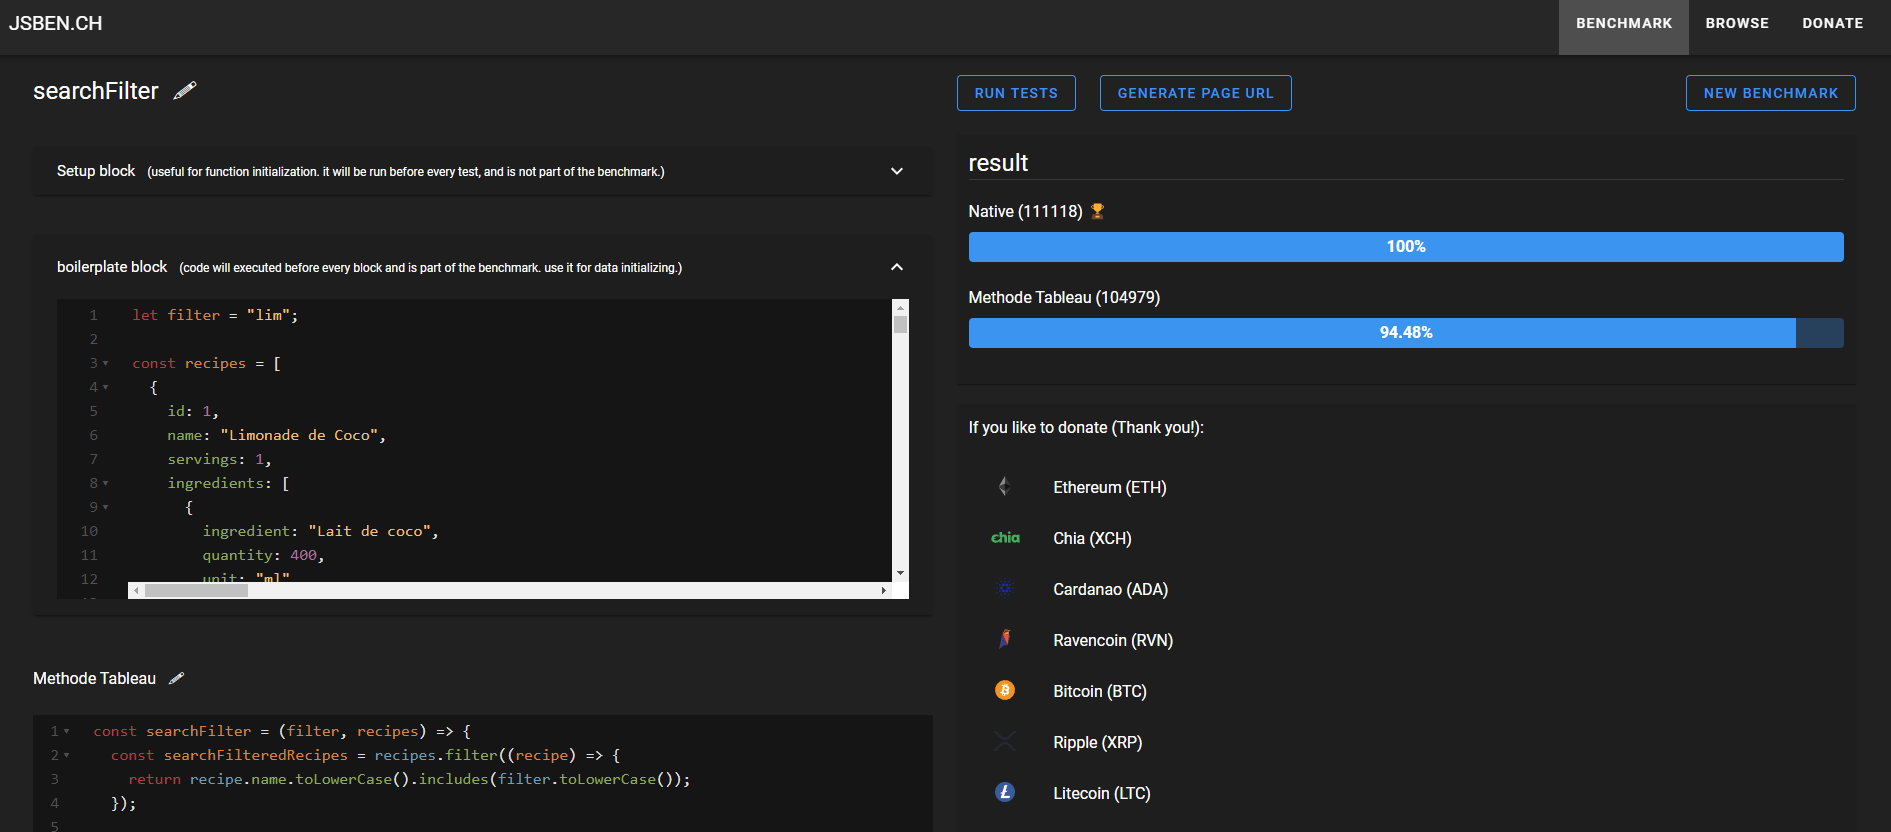 JSBEN.CH
BENCHMARK
BROWSE
DONATE
searchFilter
RUN TESTS
GENERATE PAGE URL
NEW BENCHMARK
Setup block (useful for function initialization. it will be run before every test, and is not part of the benchmark.)
boilerplate block (code will executed before every block and is part of the benchmark. use it for data initializing.)
1 let filter = "lim";
2
3 const recipes = [
4 {
5 id: 1,
6 name: "Limonade de Coco",
7 servings: 1,
8 ingredients: [
9 {
10 ingredient: "Lait de coco",
11 quantity: 400,
12 unit: "ml"
Methode Tableau
1 const searchFilter = (filter, recipes) => {
2 const searchFilteredRecipes = recipes.filter((recipe) => {
3 return recipe.name.toLowerCase().includes(filter.toLowerCase());
4 });
5
result
Native (111118)
100%
Methode Tableau (104979)
94.48%
If you like to donate (Thank you!):
Ethereum (ETH)
chia Chia (XCH)
Cardanao (ADA)
Ravencoin (RVN)
Bitcoin (BTC)
Ripple (XRP)
Litecoin (LTC)